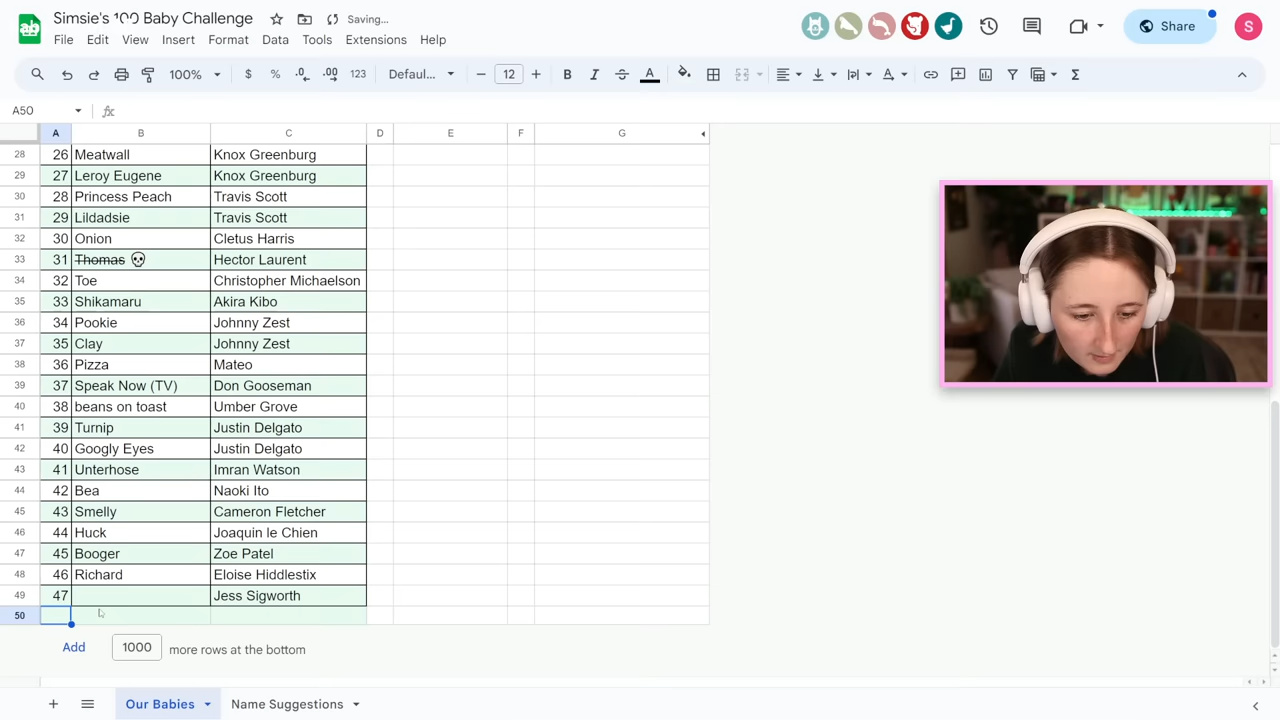 Simsie's 100 Baby Challenge
Saving...
File Edit View Insert Format Data Tools Extensions Help
Share
S
100% $ % .0 .00 123 Defaul... 12 B I A
A50 fx
A B C D E F G
28 26 Meatwall Knox Greenburg
29 27 Leroy Eugene Knox Greenburg
30 28 Princess Peach Travis Scott
31 29 Lildadsie Travis Scott
32 30 Onion Cletus Harris
33 31 Thomas 💀 Hector Laurent
34 32 Toe Christopher Michaelson
35 33 Shikamaru Akira Kibo
36 34 Pookie Johnny Zest
37 35 Clay Johnny Zest
38 36 Pizza Mateo
39 37 Speak Now (TV) Don Gooseman
40 38 beans on toast Umber Grove
41 39 Turnip Justin Delgato
42 40 Googly Eyes Justin Delgato
43 41 Unterhose Imran Watson
44 42 Bea Naoki Ito
45 43 Smelly Cameron Fletcher
46 44 Huck Joaquin le Chien
47 45 Booger Zoe Patel
48 46 Richard Eloise Hiddlestix
49 47 Jess Sigworth
50
Add 1000 more rows at the bottom
Our Babies Name Suggestions